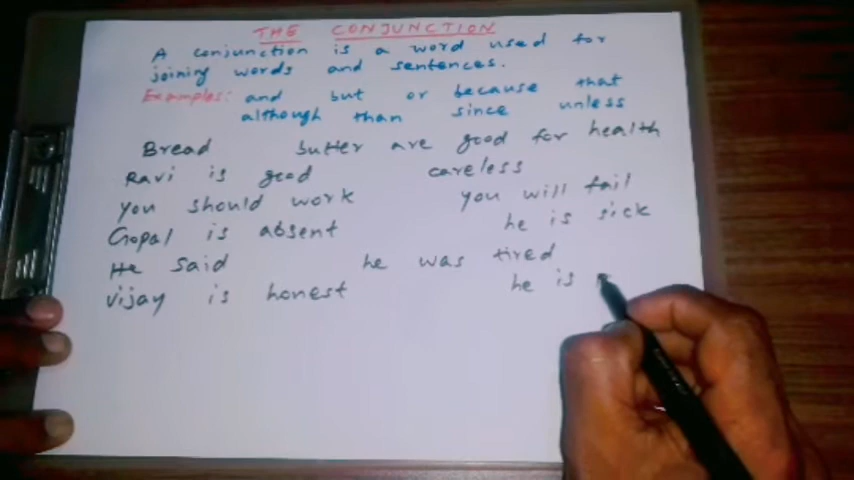 THE CONJUNCTION
A conjunction is a word used for
joining words and sentences.
Examples: and but or because that
although than since unless
Bread butter are good for health
Ravi is good careless
You should work you will fail
Gopal is absent he is sick
He said he was tired
Vijay is honest he is